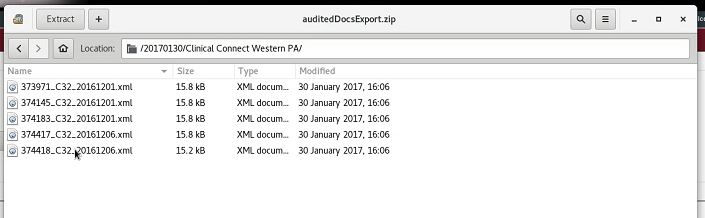 Extract + auditedDocsExport.zip
Location: /20170130/Clinical Connect Western PA/
Name Size Type Modified
373971_C32_20161201.xml 15.8 kB XML docum... 30 January 2017, 16:06
374145_C32_20161201.xml 15.8 kB XML docum... 30 January 2017, 16:06
374183_C32_20161201.xml 15.8 kB XML docum... 30 January 2017, 16:06
374417_C32_20161206.xml 15.8 kB XML docum... 30 January 2017, 16:06
374418_C32_20161206.xml 15.2 kB XML docum... 30 January 2017, 16:06